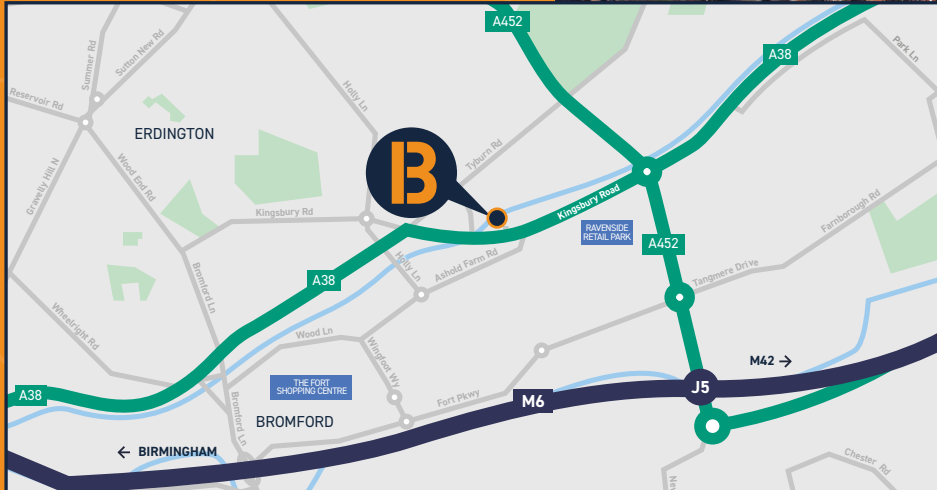 A452
A38
Park Ln
Summer Rd
Sutton New Rd
Reservoir Rd
Holly Ln
ERDINGTON
Tyburn Rd
B
Gravelly Hill N
Wood End Rd
Kingsbury Rd
Kingsbury Road
RAVENSIDE
RETAIL PARK
Farnborough Rd
A452
Holly Ln
Ashold Farm Rd
Tangmere Drive
A38
Bromford Ln
Wheelright Rd
Wood Ln
Wingfoot Wy
M42
THE FORT
SHOPPING CENTRE
J5
A38
Fort Pkwy
M6
Bromford Ln
BROMFORD
BIRMINGHAM
Chester Rd